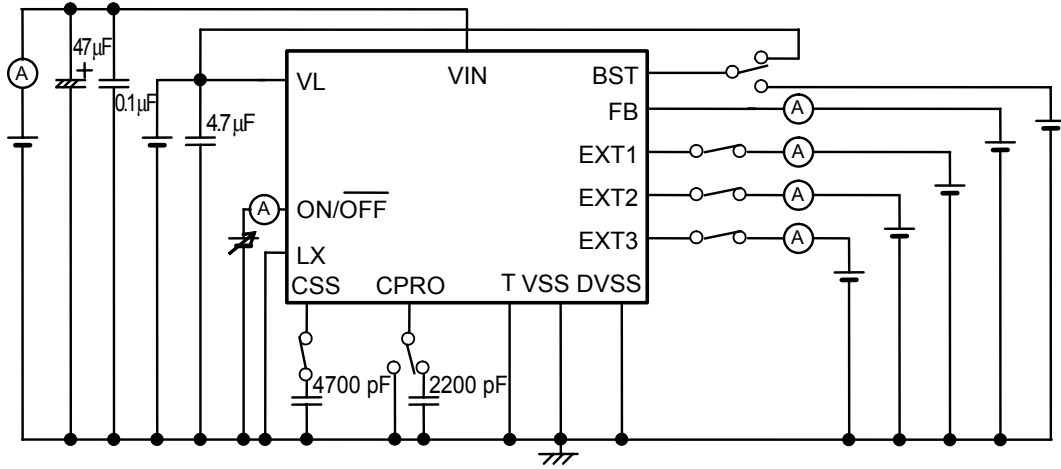 47μF
+
A
0.1μF
4.7μF
VL
VIN
BST
FB
A
EXT1
A
EXT2
A
EXT3
A
A
ON/OFF
LX
CSS
CPRO
T
VSS
DVSS
4700 pF
2200 pF